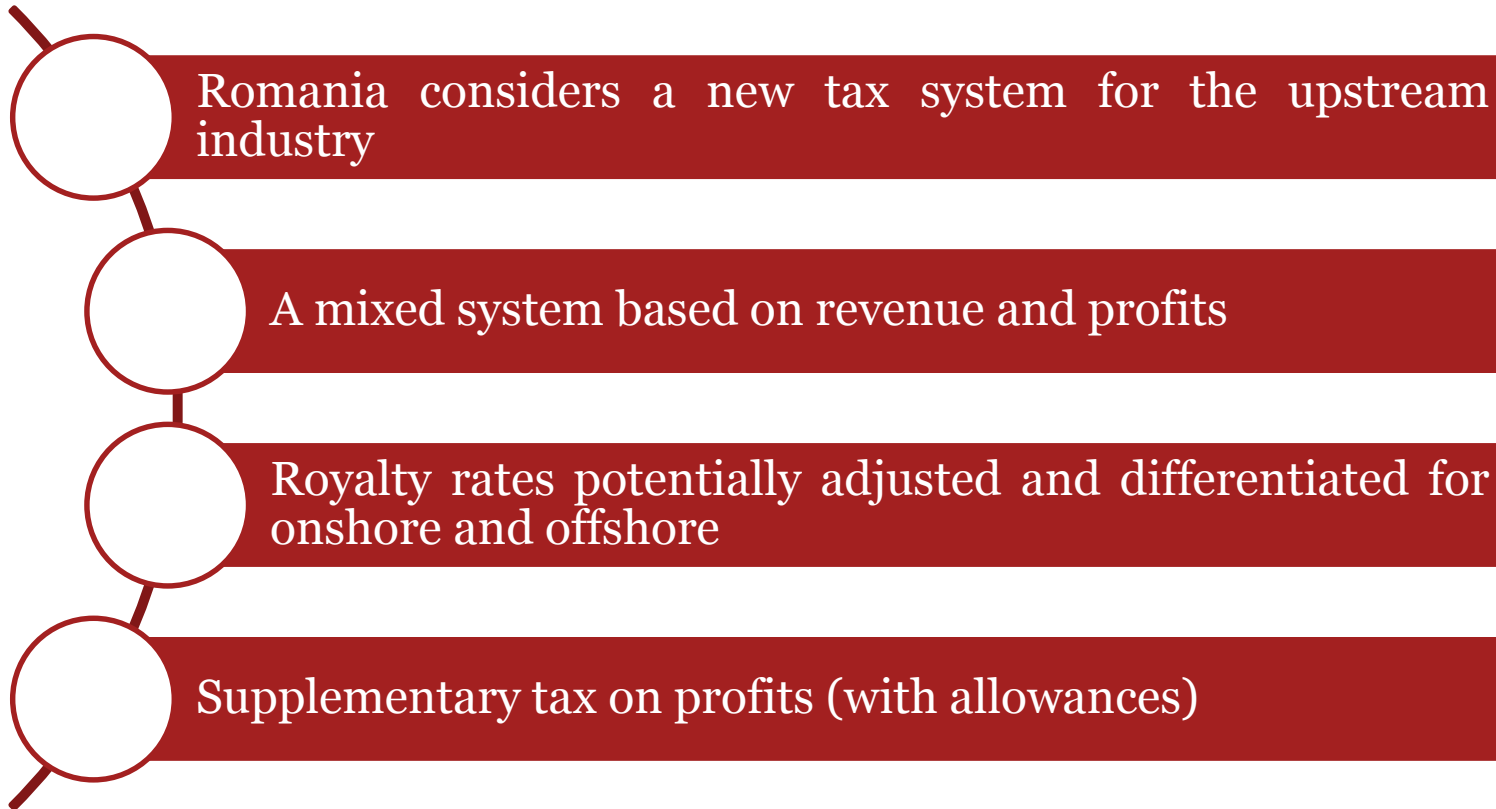 Romania considers a new tax system for the upstream
industry
A mixed system based on revenue and profits
Royalty rates potentially adjusted and differentiated for
onshore and offshore
Supplementary tax on profits (with allowances)